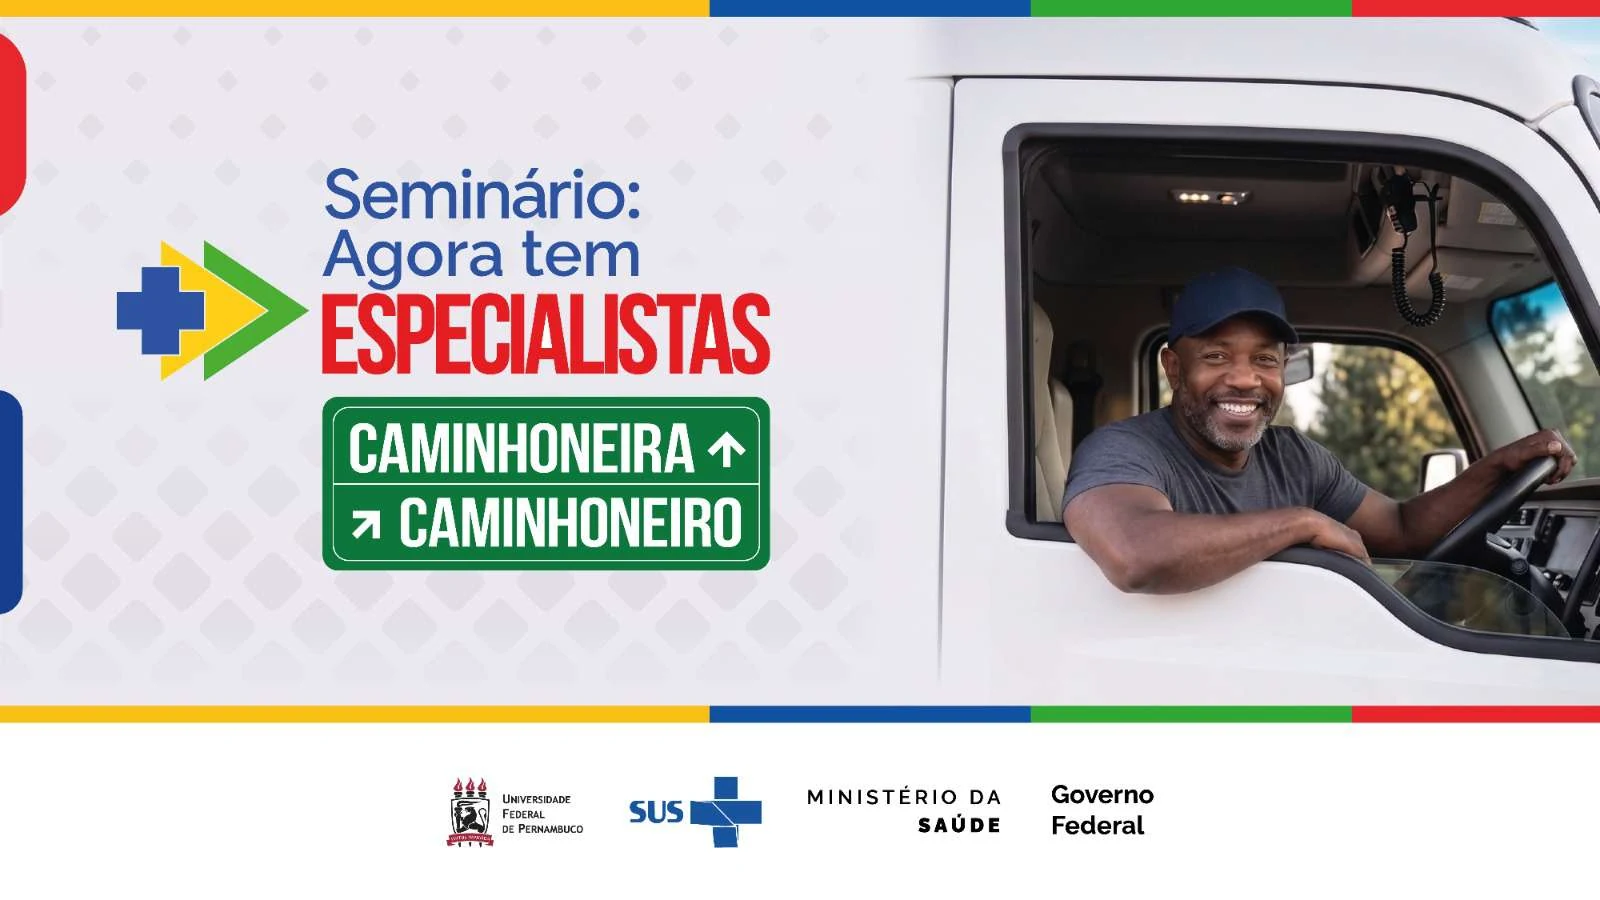 Seminário:
Agora tem
ESPECIALISTAS
CAMINHONEIRA ↑
↗ CAMINHONEIRO
UNIVERSIDADE
FEDERAL
DE PERNAMBUCO
SUS
MINISTÉRIO DA
SAÚDE
Governo
Federal